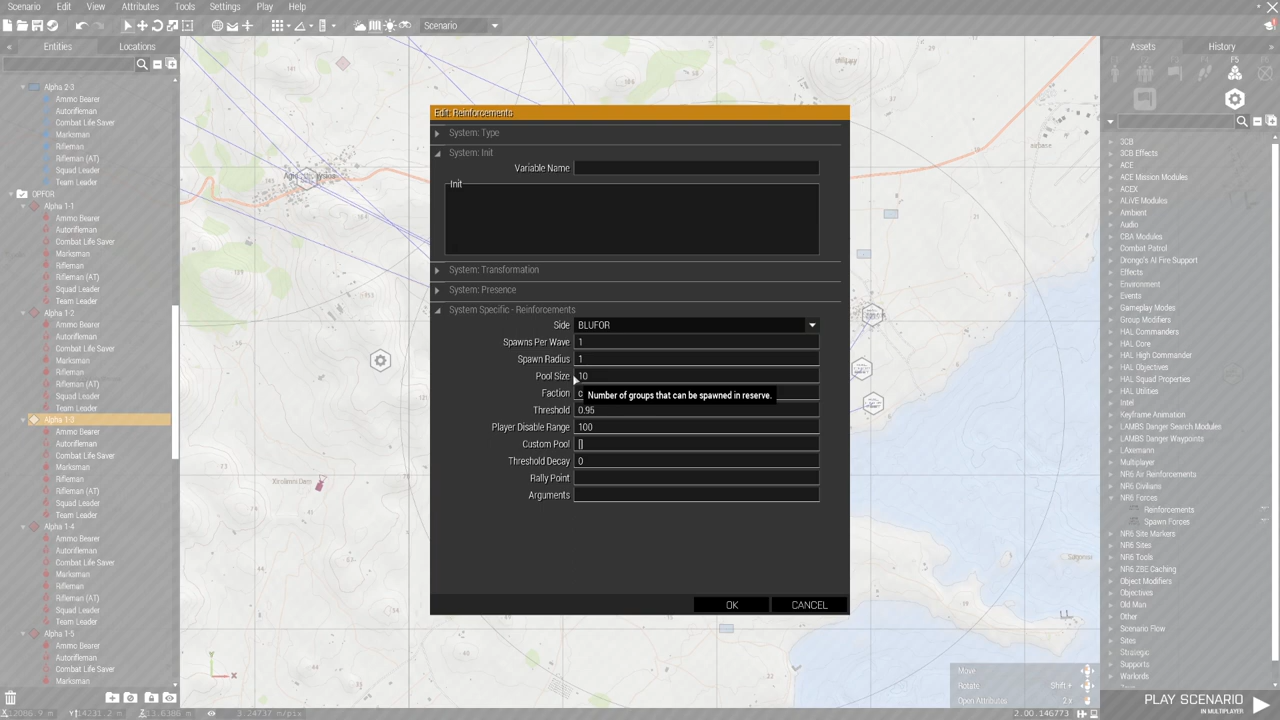 Scenario Edit View Attributes Tools Settings Play Help
Scenario
Entities Locations
Alpha 2-3
Ammo Bearer
Autorifleman
Combat Life Saver
Marksman
Rifleman
Rifleman (AT)
Squad Leader
Team Leader
OPFOR
Alpha 1-1
Ammo Bearer
Autorifleman
Combat Life Saver
Marksman
Rifleman
Rifleman (AT)
Squad Leader
Team Leader
Alpha 1-2
Ammo Bearer
Autorifleman
Combat Life Saver
Marksman
Rifleman
Rifleman (AT)
Squad Leader
Team Leader
Alpha 1-3
Ammo Bearer
Autorifleman
Combat Life Saver
Marksman
Rifleman
Rifleman (AT)
Squad Leader
Team Leader
Alpha 1-4
Ammo Bearer
Autorifleman
Combat Life Saver
Marksman
Rifleman
Rifleman (AT)
Squad Leader
Team Leader
Alpha 1-5
Ammo Bearer
Autorifleman
Combat Life Saver
Marksman
airbase
Edit: Reinforcements
System: Type
System: Init
Variable Name
Init
System: Transformation
System: Presence
System Specific - Reinforcements
Side BLUFOR
Spawns Per Wave 1
Spawn Radius 1
Pool Size 10
Faction c
Number of groups that can be spawned in reserve.
Threshold 0.95
Player Disable Range 100
Custom Pool []
Threshold Decay 0
Rally Point
Arguments
OK CANCEL
Assets History
F1 F2 F3 F4 F5 F6
3CB
3CB Effects
ACE
ACE Mission Modules
ACEX
ALiVE Modules
Ambient
Audio
CBA Modules
Combat Patrol
Drongo's AI Fire Support
Effects
Environment
Events
Gameplay Modes
Group Modifiers
HAL Commanders
HAL Core
HAL High Commander
HAL Objectives
HAL Squad Properties
HAL Utilities
Intel
Keyframe Animation
LAMBS Danger Search Modules
LAMBS Danger Waypoints
LAxemann
Multiplayer
NR6 Air Reinforcements
NR6 Civilians
NR6 Forces
Reinforcements
Spawn Forces
NR6 Site Markers
NR6 Sites
NR6 Tools
NR6 ZBE Caching
Object Modifiers
Objectives
Old Man
Other
Scenario Flow
Sites
Strategic
Supports
Warlords
Move
Rotate Shift +
Open Attributes 2 x
PLAY SCENARIO
IN MULTIPLAYER
2.00.146773